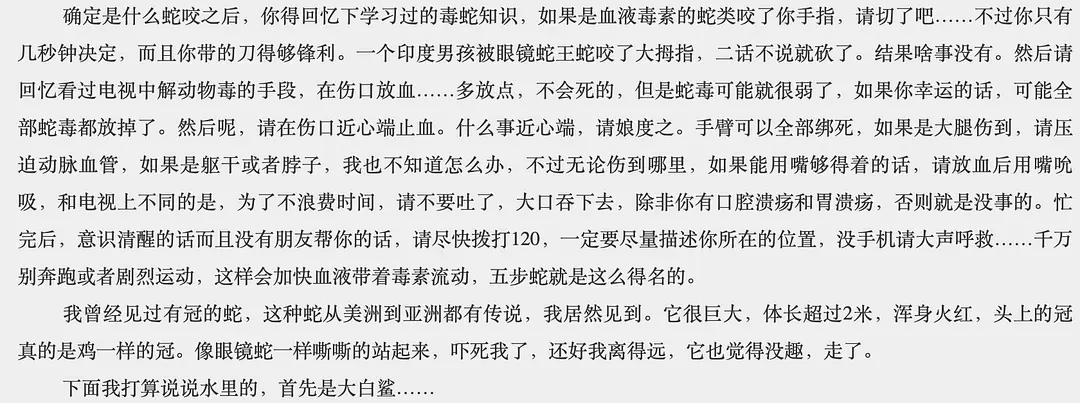 确定是什么蛇咬之后，你得回忆下学习过的毒蛇知识，如果是血液毒素的蛇类咬了你手指，请切了吧……不过你只有
几秒钟决定，而且你带的刀得够锋利。一个印度男孩被眼镜蛇王蛇咬了大拇指，二话不说就砍了。结果啥事没有。然后请
回忆看过电视中解动物毒的手段，在伤口放血……多放点，不会死的，但是蛇毒可能就很弱了，如果你幸运的话，可能全
部蛇毒都放掉了。然后呢，请在伤口近心端止血。什么事近心端，请娘度之。手臂可以全部绑死，如果是大腿伤到，请压
迫动脉血管，如果是躯干或者脖子，我也不知道怎么办，不过无论伤到哪里，如果能用嘴够得着的话，请放血后用嘴吮
吸，和电视上不同的是，为了不浪费时间，请不要吐了，大口吞下去，除非你有口腔溃疡和胃溃疡，否则就是没事的。忙
完后，意识清醒的话而且没有朋友帮你的话，请尽快拨打120，一定要尽量描述你所在的位置，没手机请大声呼救……千万
别奔跑或者剧烈运动，这样会加快血液带着毒素流动，五步蛇就是这么得名的。
我曾经见过有冠的蛇，这种蛇从美洲到亚洲都有传说，我居然见到。它很巨大，体长超过2米，浑身火红，头上的冠
真的是鸡一样的冠。像眼镜蛇一样嘶嘶的站起来，吓死我了，还好我离得远，它也觉得没趣，走了。
下面我打算说说水里的，首先是大白鲨……